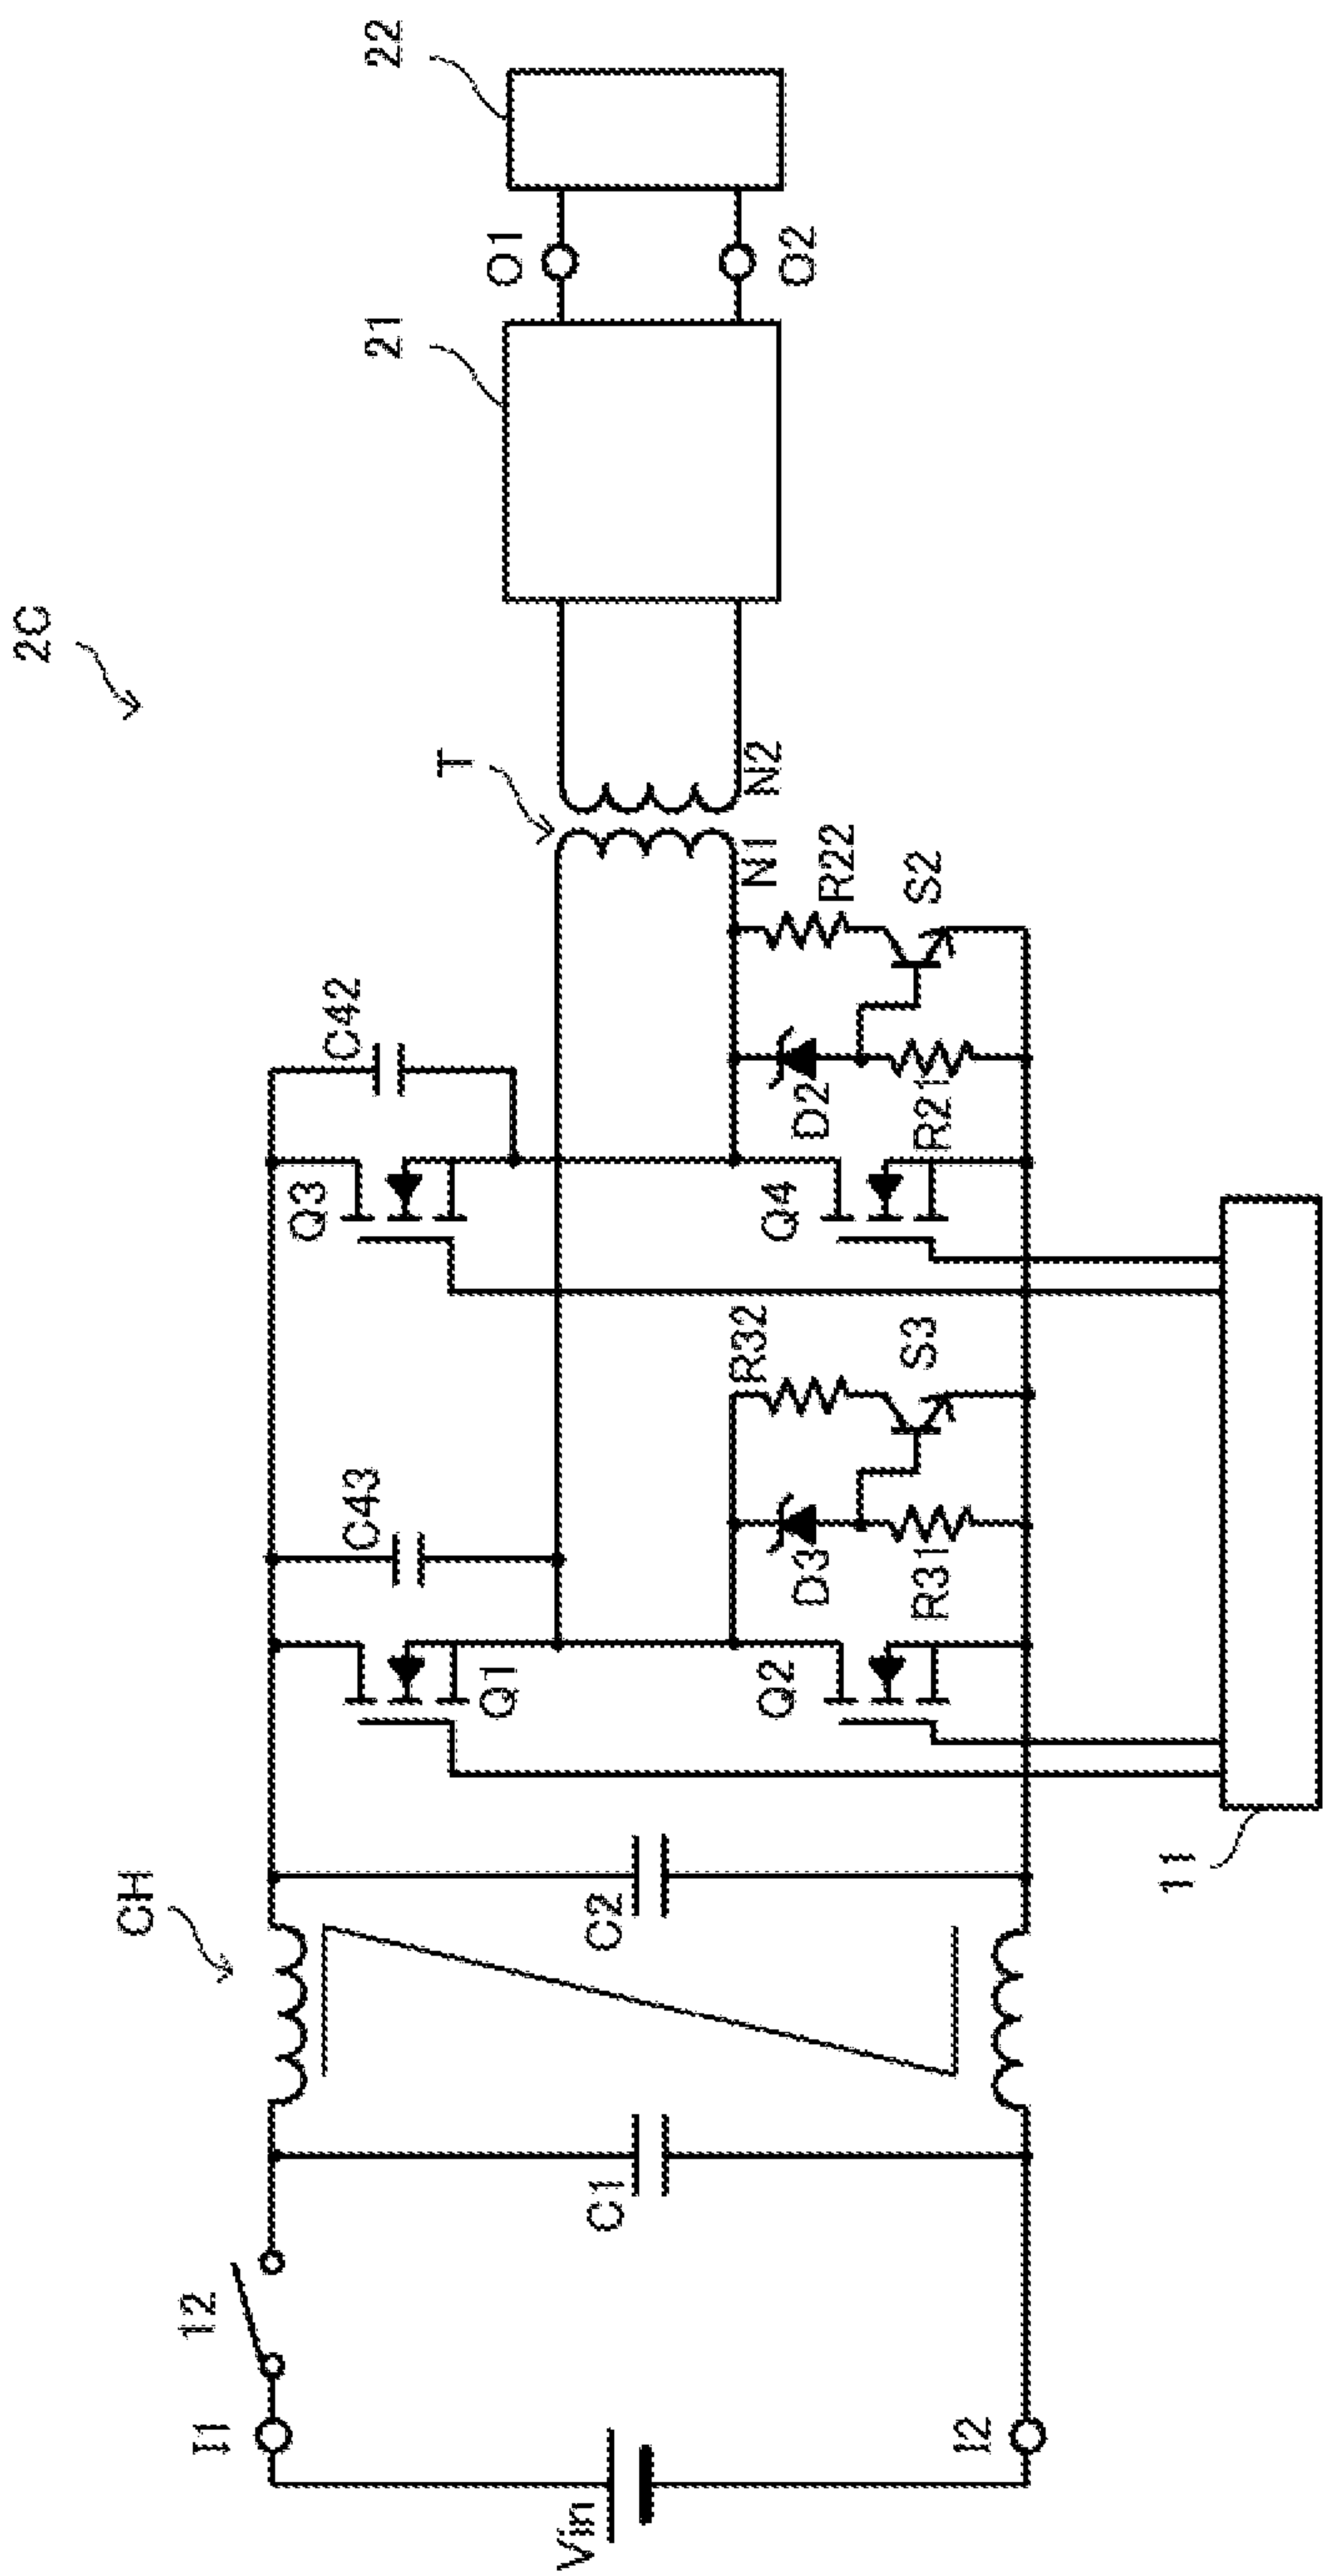 2C
CH
12
I1
Vin
I2
C1
C2
C43
Q1
Q2
D3
R31
R32
S3
11
Q3
C42
Q4
D2
R21
R22
S2
T
N1
N2
21
O1
O2
22